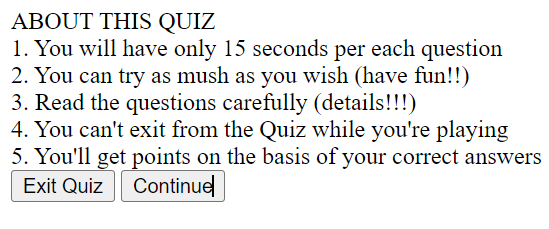 ABOUT THIS QUIZ
1. You will have only 15 seconds per each question
2. You can try as mush as you wish (have fun!!)
3. Read the questions carefully (details!!!)
4. You can't exit from the Quiz while you're playing
5. You'll get points on the basis of your correct answers
Exit Quiz Continue